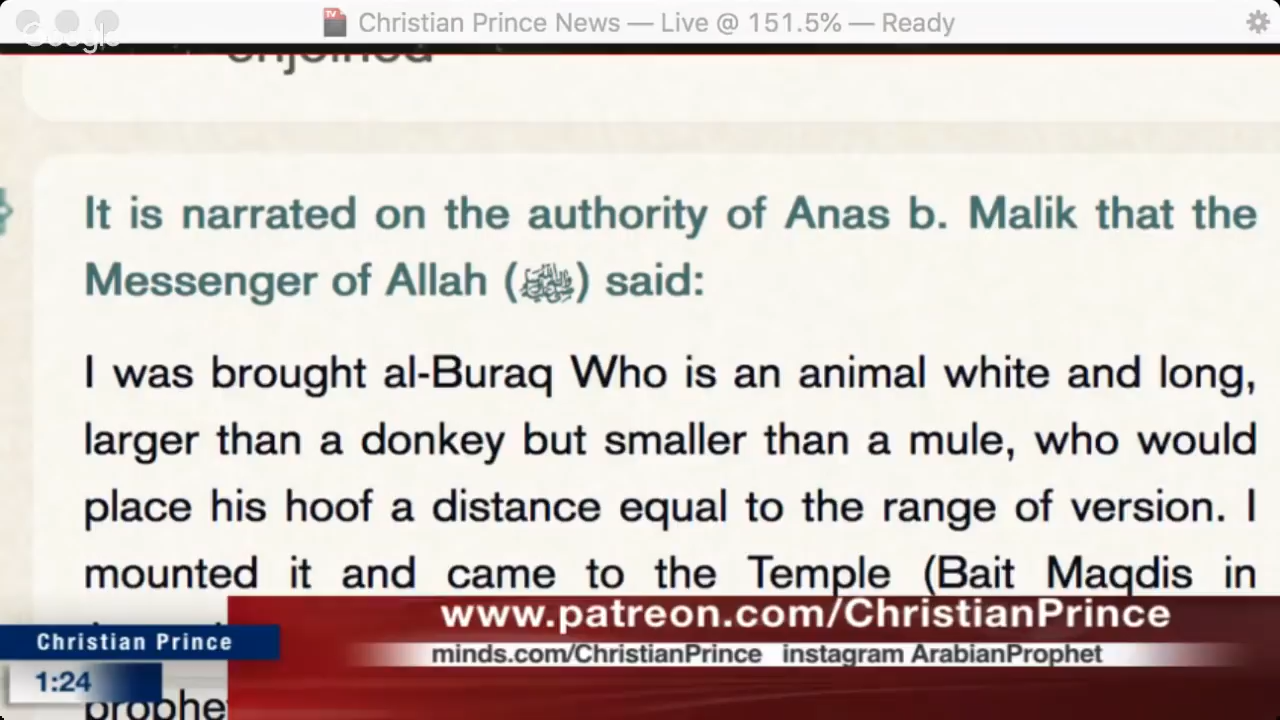 Christian Prince News — Live @ 151.5% — Ready
Google
enjoined
It is narrated on the authority of Anas b. Malik that the
Messenger of Allah (ﷺ) said:
I was brought al-Buraq Who is an animal white and long,
larger than a donkey but smaller than a mule, who would
place his hoof a distance equal to the range of version. I
mounted it and came to the Temple (Bait Maqdis in
prophe
www.patreon.com/ChristianPrince
Christian Prince
minds.com/ChristianPrince instagram ArabianProphet
1:24